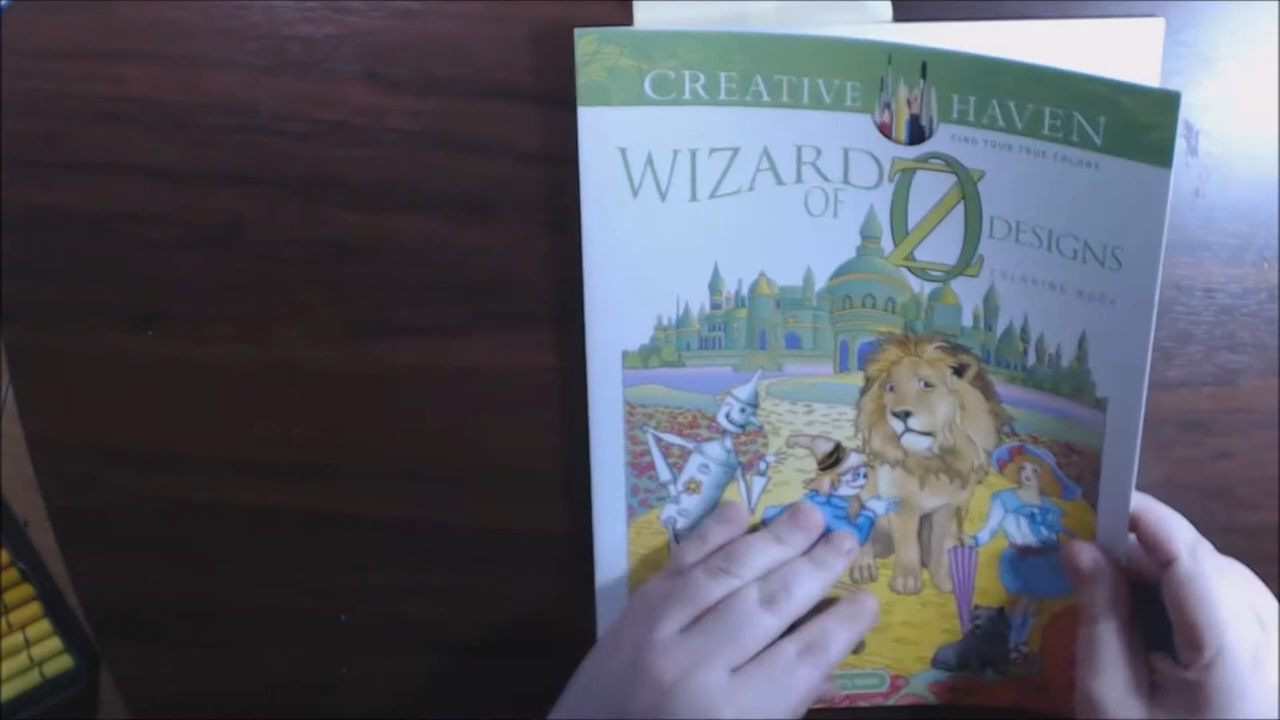 CREATIVE HAVEN
FIND YOUR TRUE COLORS
WIZARD
OF
OZ
DESIGNS
COLORING BOOK